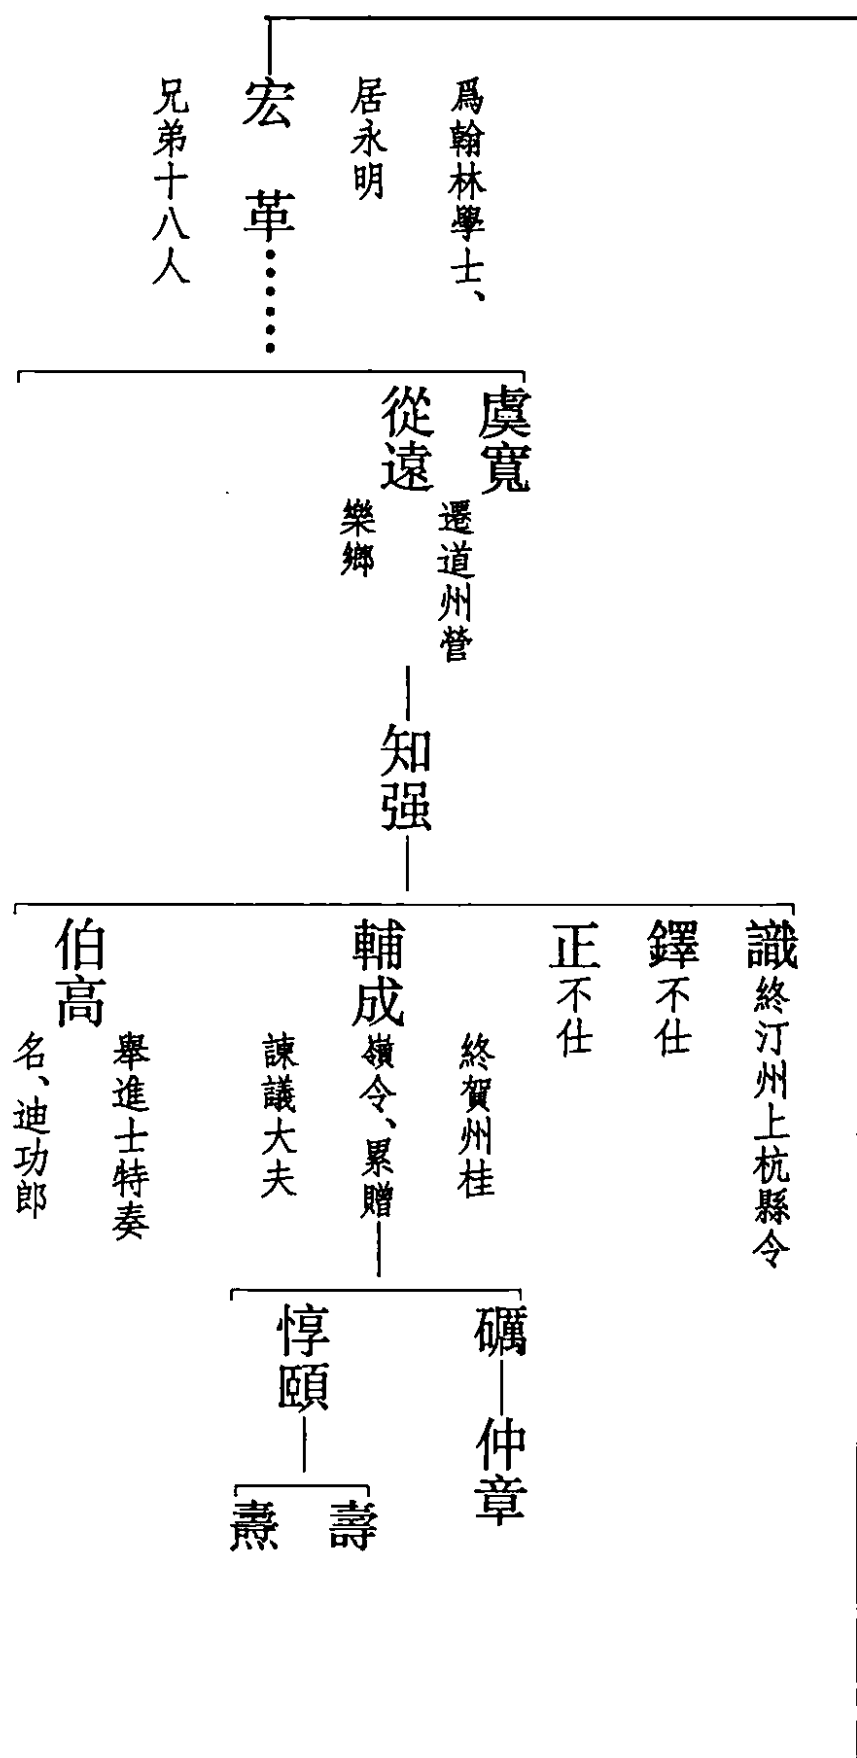 爲翰林學士、
居永明
宏革……
兄弟十八人
虞寬
從遠
遷道州營
樂鄉
知强
識
終汀州上杭縣令
鐸
不仕
正
不仕
輔成
終賀州桂
嶺令、累贈
諫議大夫
伯高
舉進士特奏
名、迪功郎
礪
仲章
惇頤
壽
燾